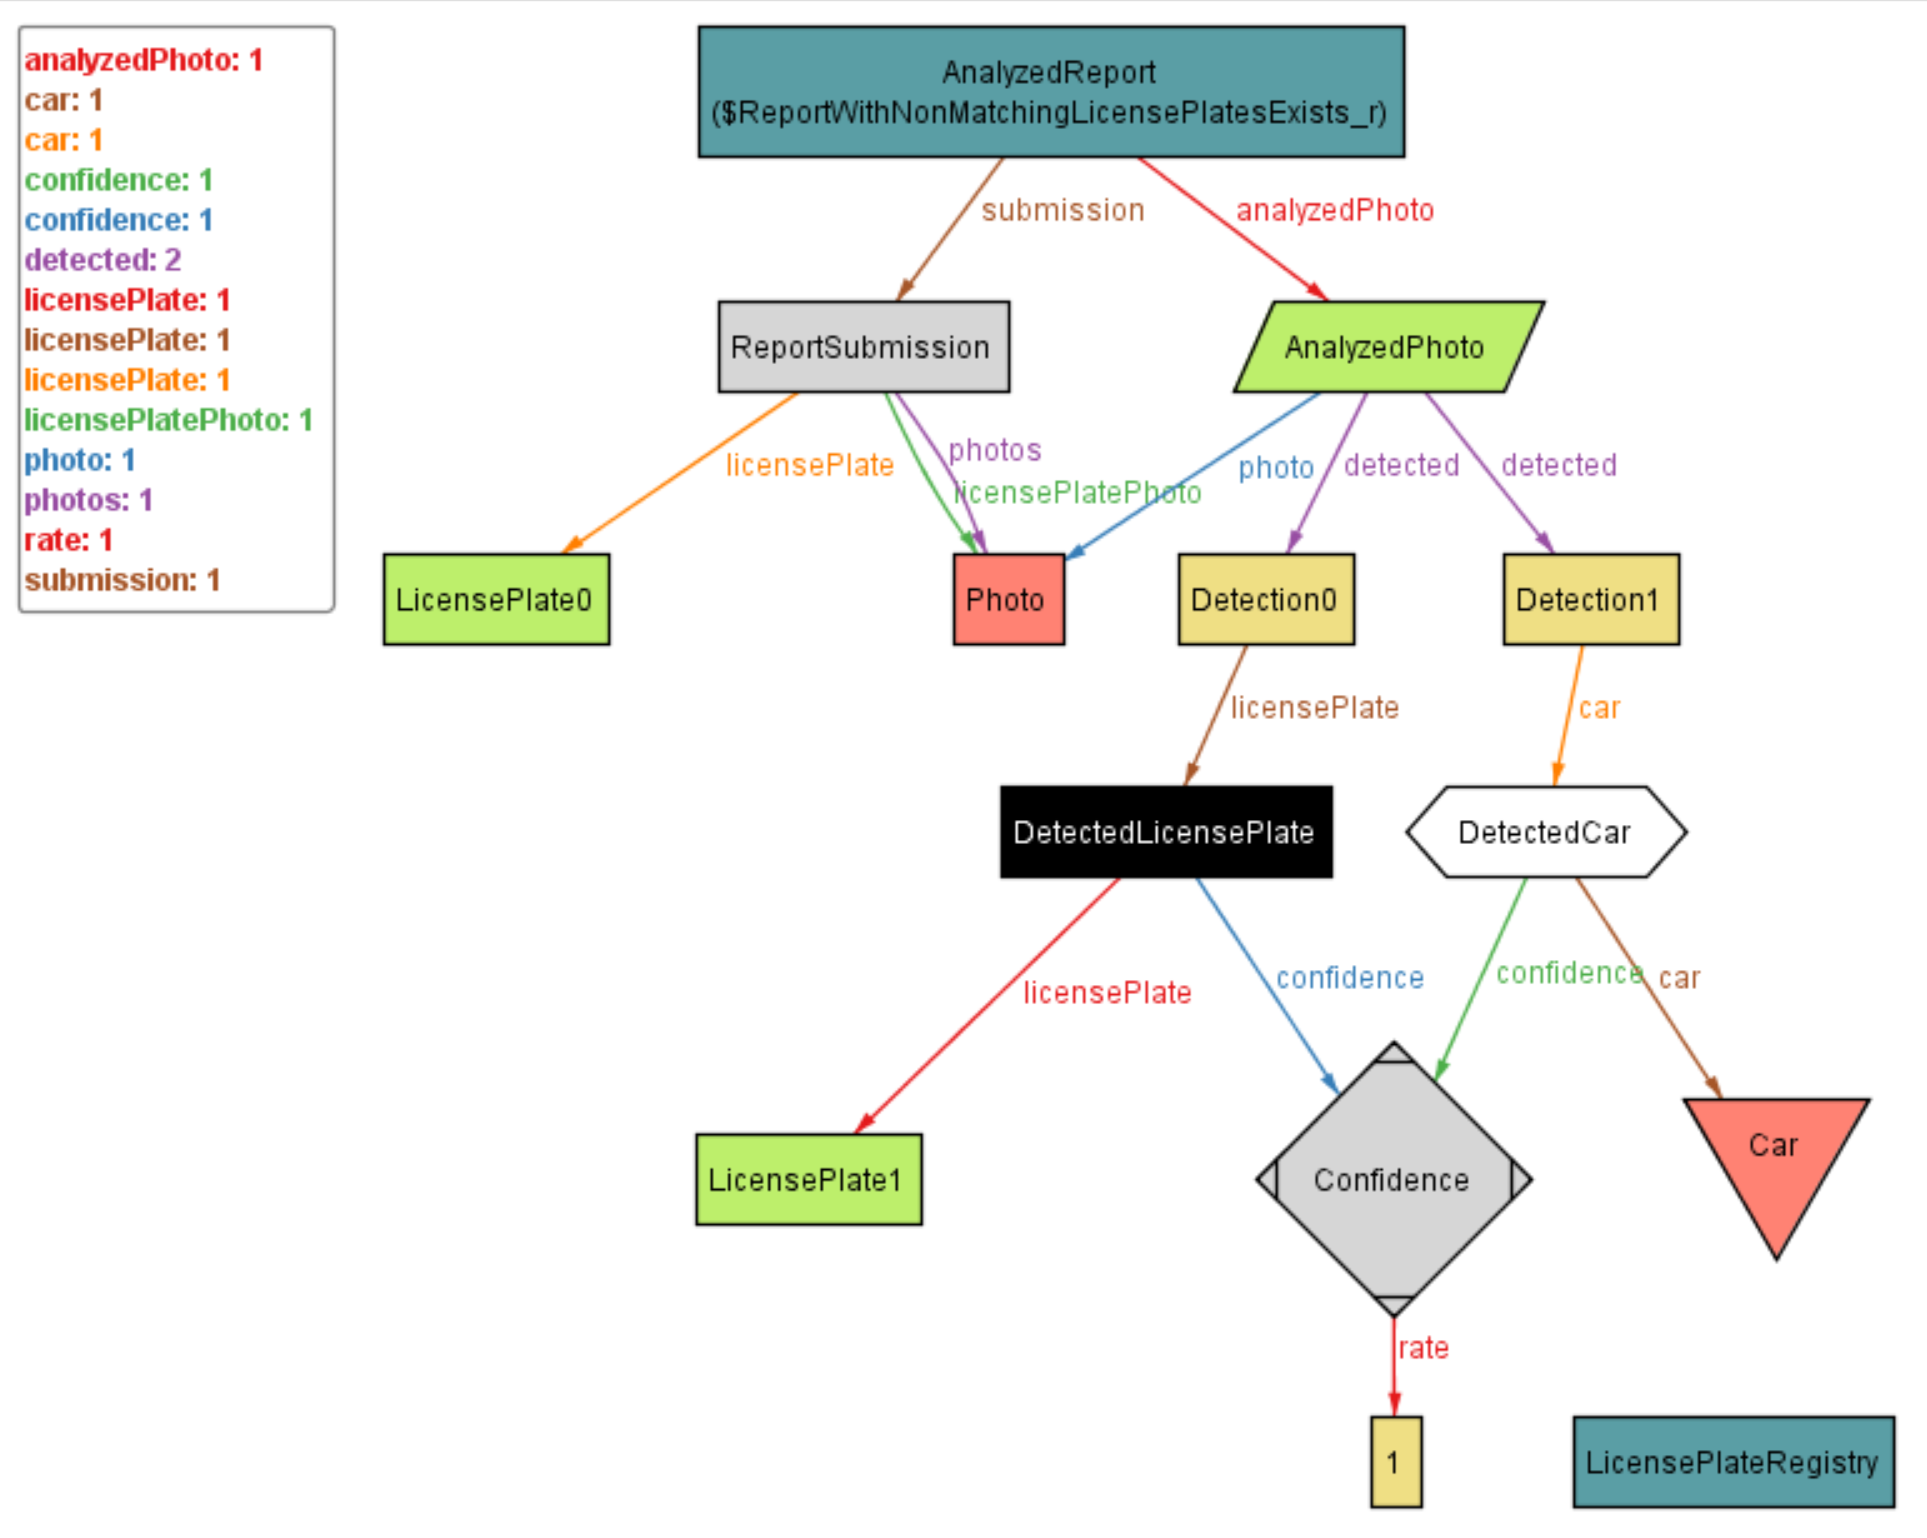 analyzedPhoto: 1
car: 1
car: 1
confidence: 1
confidence: 1
detected: 2
licensePlate: 1
licensePlate: 1
licensePlate: 1
licensePlatePhoto: 1
photo: 1
photos: 1
rate: 1
submission: 1
AnalyzedReport
($ReportWithNonMatchingLicensePlatesExists_r)
submission
analyzedPhoto
ReportSubmission
AnalyzedPhoto
licensePlate
photos
licensePlatePhoto
photo
detected
detected
LicensePlate0
Photo
Detection0
Detection1
licensePlate
car
DetectedLicensePlate
DetectedCar
licensePlate
confidence
confidence
car
LicensePlate1
Confidence
Car
rate
1
LicensePlateRegistry